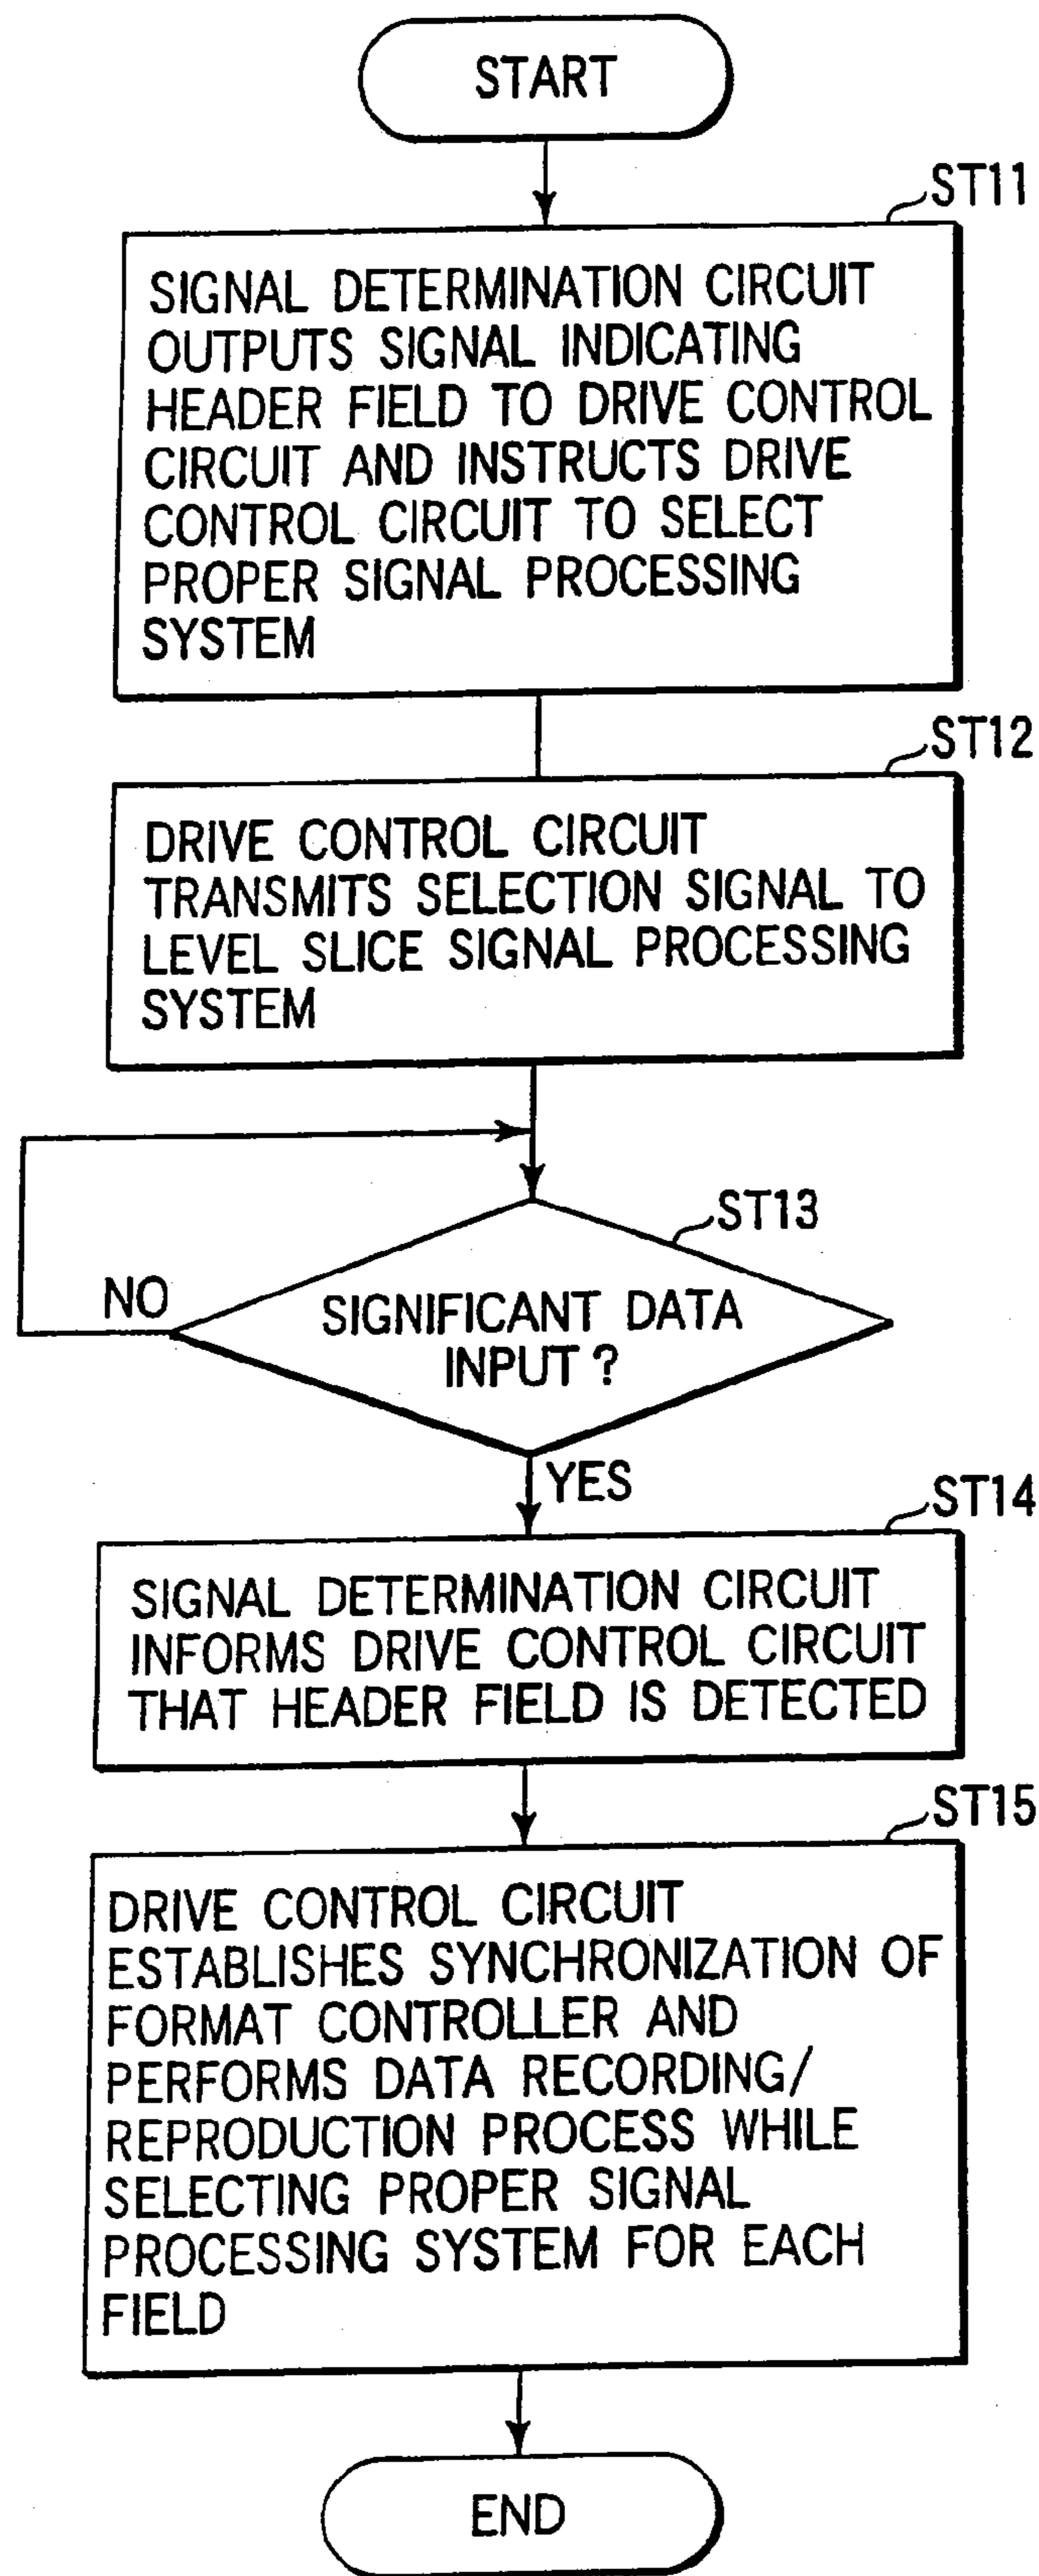 START
ST11
SIGNAL DETERMINATION CIRCUIT
OUTPUTS SIGNAL INDICATING
HEADER FIELD TO DRIVE CONTROL
CIRCUIT AND INSTRUCTS DRIVE
CONTROL CIRCUIT TO SELECT
PROPER SIGNAL PROCESSING
SYSTEM
ST12
DRIVE CONTROL CIRCUIT
TRANSMITS SELECTION SIGNAL TO
LEVEL SLICE SIGNAL PROCESSING
SYSTEM
ST13
NO
SIGNIFICANT DATA
INPUT ?
YES
ST14
SIGNAL DETERMINATION CIRCUIT
INFORMS DRIVE CONTROL CIRCUIT
THAT HEADER FIELD IS DETECTED
ST15
DRIVE CONTROL CIRCUIT
ESTABLISHES SYNCHRONIZATION OF
FORMAT CONTROLLER AND
PERFORMS DATA RECORDING/
REPRODUCTION PROCESS WHILE
SELECTING PROPER SIGNAL
PROCESSING SYSTEM FOR EACH
FIELD
END